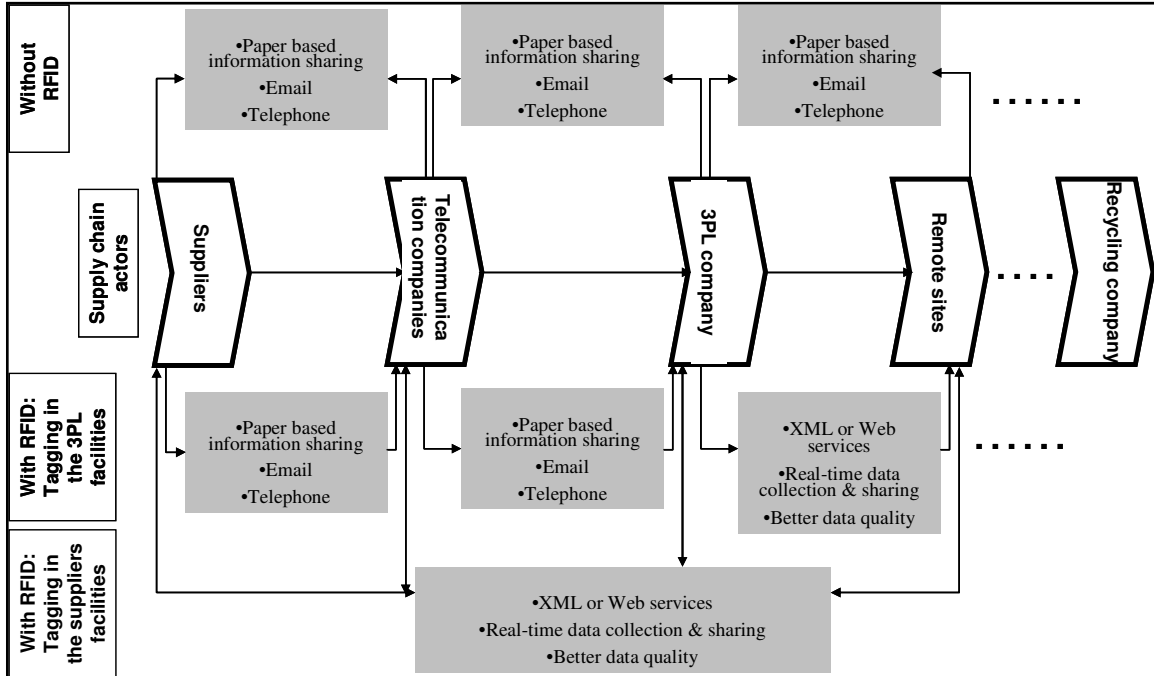 Without
RFID
•Paper based
information sharing
•Email
•Telephone
•Paper based
information sharing
•Email
•Telephone
•Paper based
information sharing
•Email
•Telephone
......
Supply chain
actors
Suppliers
Telecommunica
tion companies
3PL company
Remote sites
....
Recycling company
With RFID:
Tagging in
the 3PL
facilities
•Paper based
information sharing
•Email
•Telephone
•Paper based
information sharing
•Email
•Telephone
•XML or Web
services
•Real-time data
collection & sharing
•Better data quality
......
With RFID:
Tagging in
the suppliers
facilities
•XML or Web services
•Real-time data collection & sharing
•Better data quality